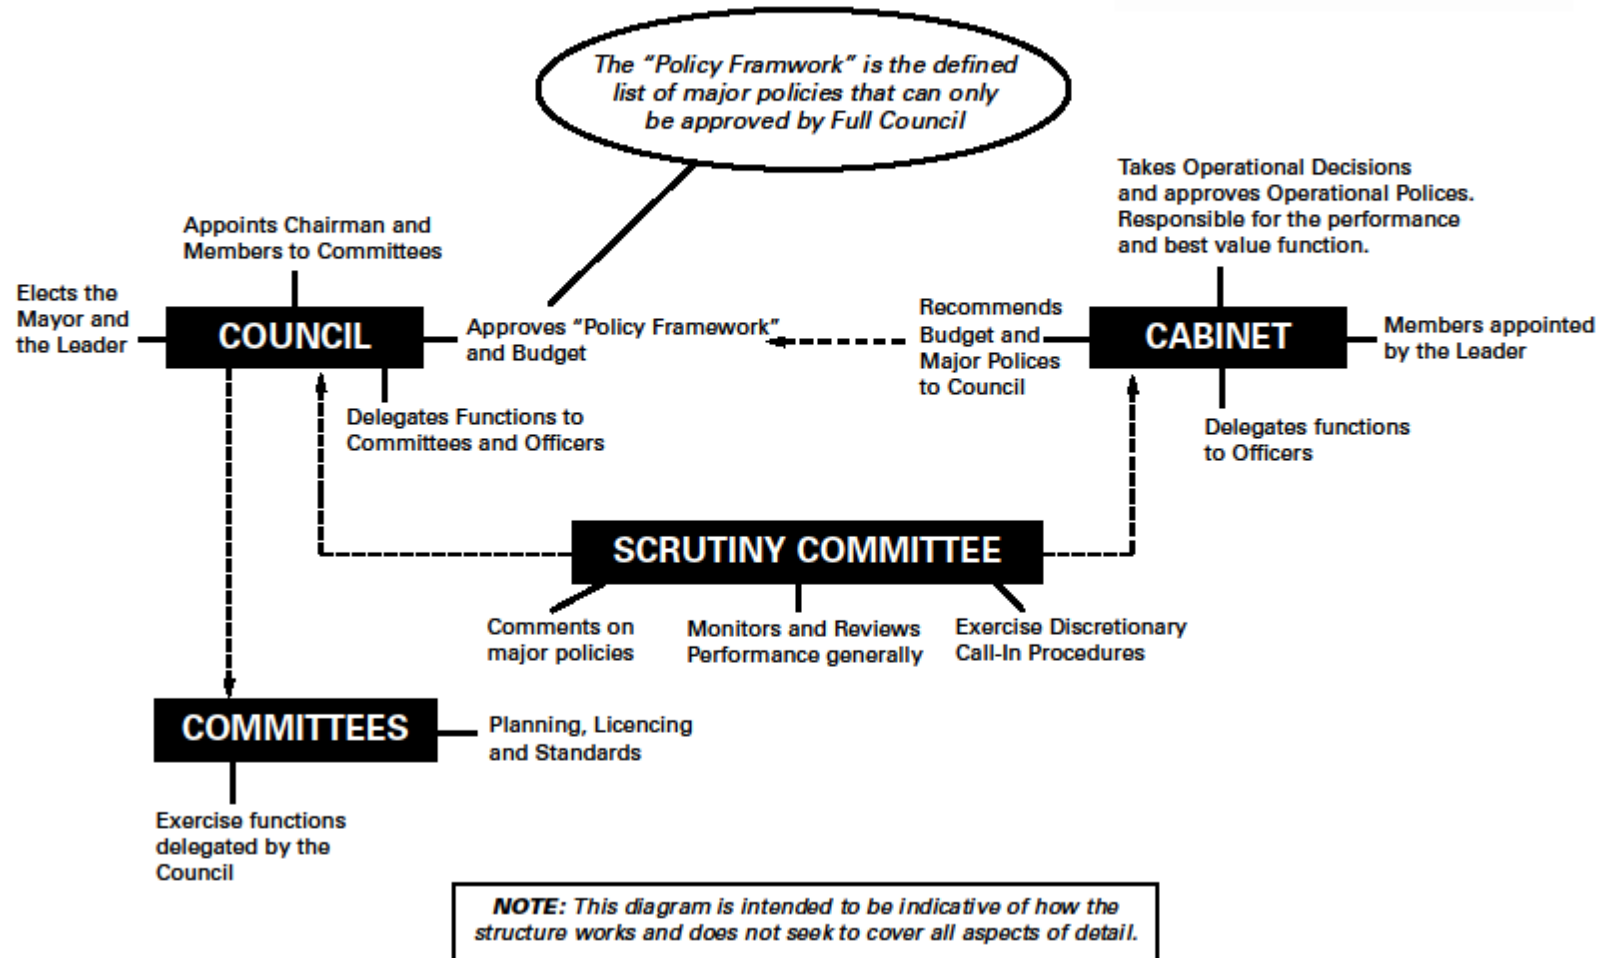 The “Policy Framwork” is the defined
list of major policies that can only
be approved by Full Council
Takes Operational Decisions
and approves Operational Polices.
Responsible for the performance
and best value function.
Appoints Chairman and
Members to Committees
Elects the
Mayor and
the Leader
COUNCIL
Approves “Policy Framework”
and Budget
Recommends
Budget and
Major Polices
to Council
CABINET
Members appointed
by the Leader
Delegates Functions to
Committees and Officers
Delegates functions
to Officers
SCRUTINY COMMITTEE
Comments on
major policies
Monitors and Reviews
Performance generally
Exercise Discretionary
Call-In Procedures
COMMITTEES
Planning, Licencing
and Standards
Exercise functions
delegated by the
Council
NOTE: This diagram is intended to be indicative of how the
structure works and does not seek to cover all aspects of detail.